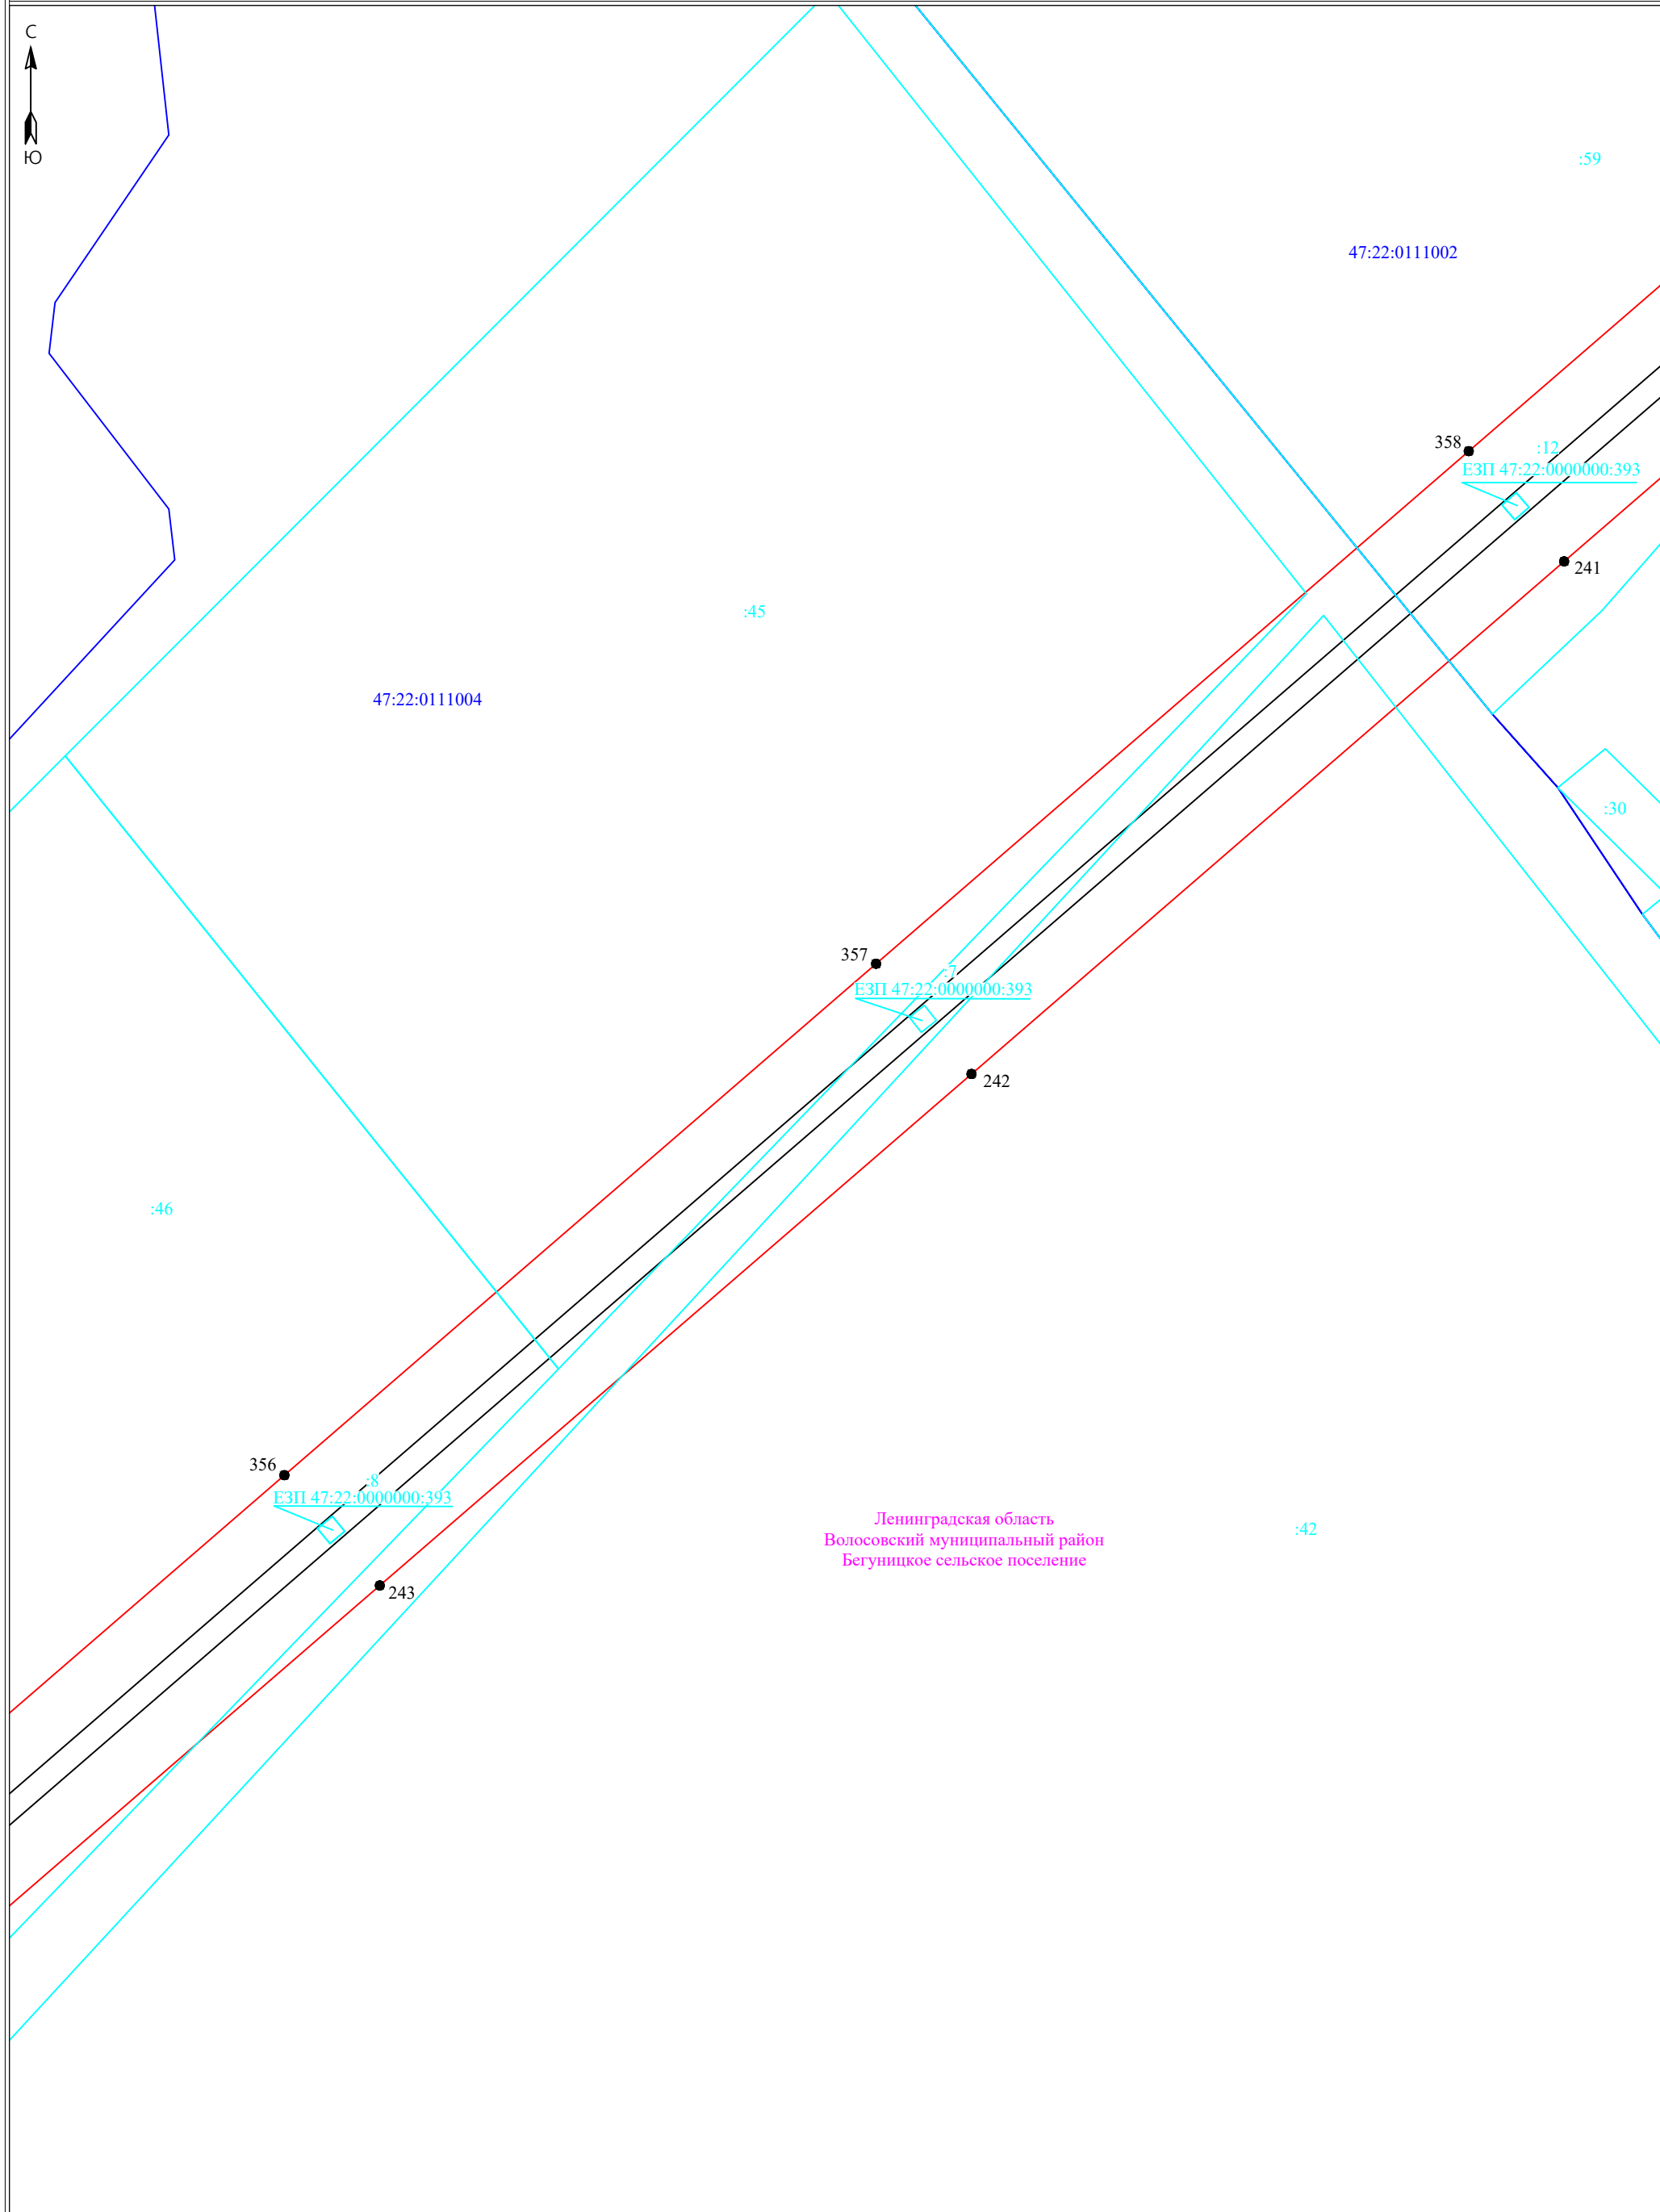 С
Ю
:59
47:22:0111002
358
:12
ЕЗП 47:22:0000000:393
241
:45
47:22:0111004
:30
357
:7
ЕЗП 47:22:0000000:393
242
:46
356
:8
ЕЗП 47:22:0000000:393
Ленинградская область
Волосовский муниципальный район
Бегуницкое сельское поселение
:42
243